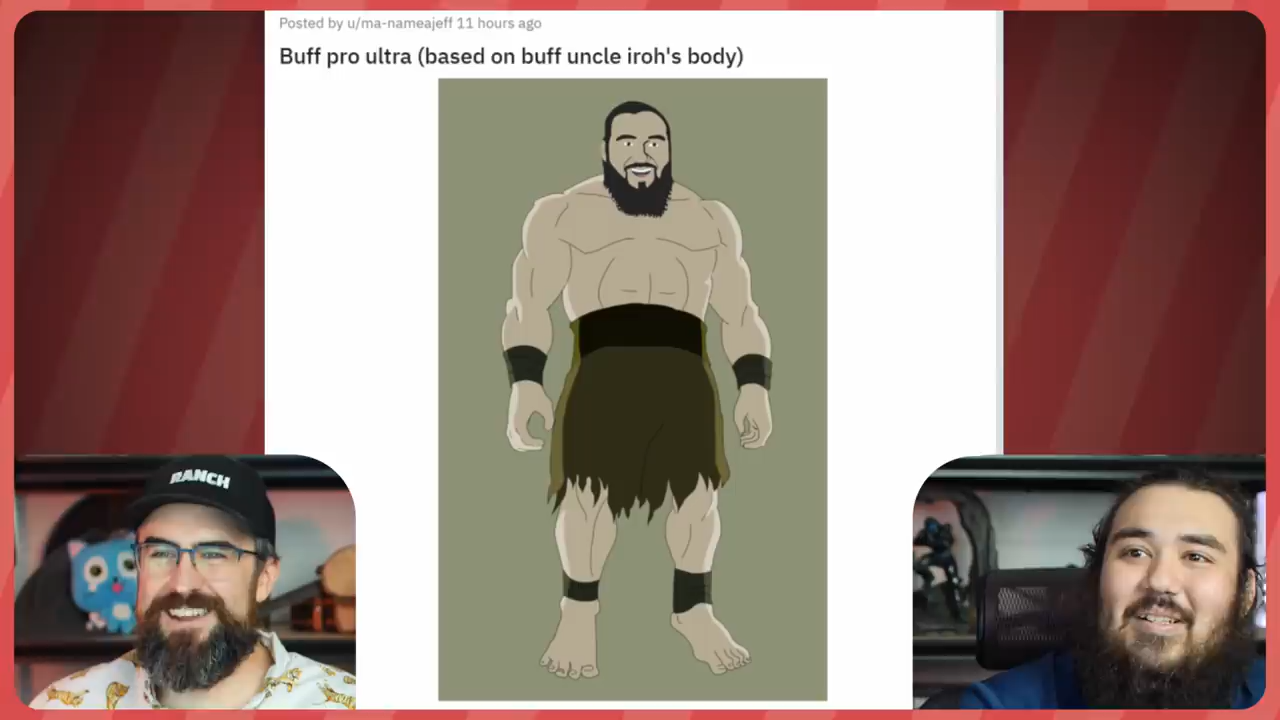 Posted by u/ma-nameajeff 11 hours ago
Buff pro ultra (based on buff uncle iroh's body)
RANCH